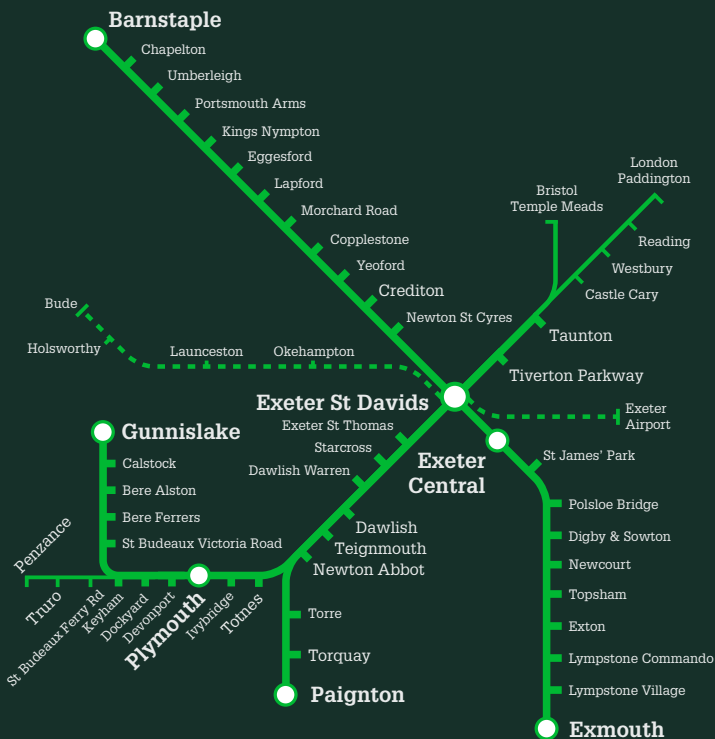 Barnstaple
Chapelton
Umberleigh
Portsmouth Arms
Kings Nympton
Eggesford
Lapford
Morchard Road
Copplestone
Yeoford
Crediton
Newton St Cyres
London
Paddington
Bristol
Temple Meads
Reading
Westbury
Castle Cary
Taunton
Tiverton Parkway
Bude
Holsworthy
Launceston
Okehampton
Exeter St Davids
Exeter
Airport
Exeter St Thomas
Starcross
Dawlish Warren
Exeter
Central
St James' Park
Gunnislake
Calstock
Bere Alston
Bere Ferrers
St Budeaux Victoria Road
Dawlish
Teignmouth
Newton Abbot
Polsloe Bridge
Digby & Sowton
Newcourt
Topsham
Exton
Lympstone Commando
Lympstone Village
Exmouth
Penzance
Truro
St Budeaux Ferry Rd
Keyham
Dockyard
Devonport
Plymouth
Ivybridge
Totnes
Torre
Torquay
Paignton